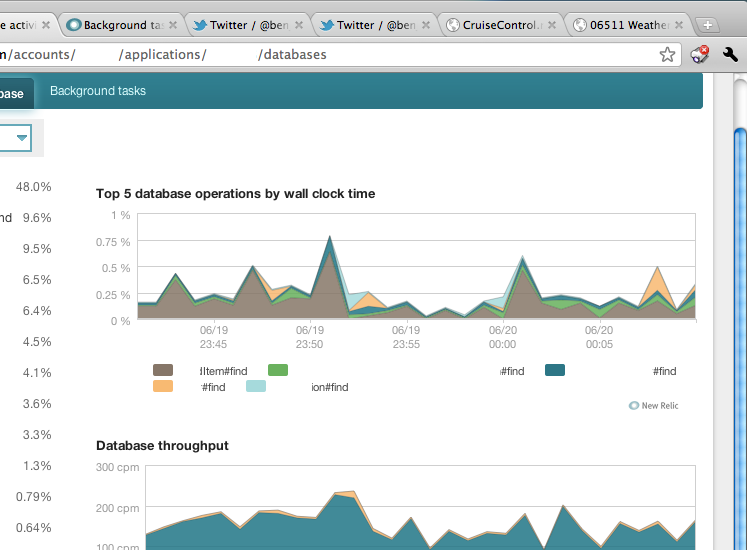 e activi Background tas Twitter / @ben Twitter / @ben CruiseControl.r 06511 Weather
m/accounts/ /applications/ /databases
base Background tasks
48.0%
nd 9.6%
9.5%
6.5%
6.4%
4.5%
4.1%
3.6%
3.3%
1.3%
0.79%
0.64%
Top 5 database operations by wall clock time
1 %
0.75 %
0.5 %
0.25 %
0 %
06/19 06/19 06/19 06/20 06/20
23:45 23:50 23:55 00:00 00:05
dItem#find #find #find
#find ion#find
New Relic
Database throughput
300 cpm
200 cpm
100 cpm